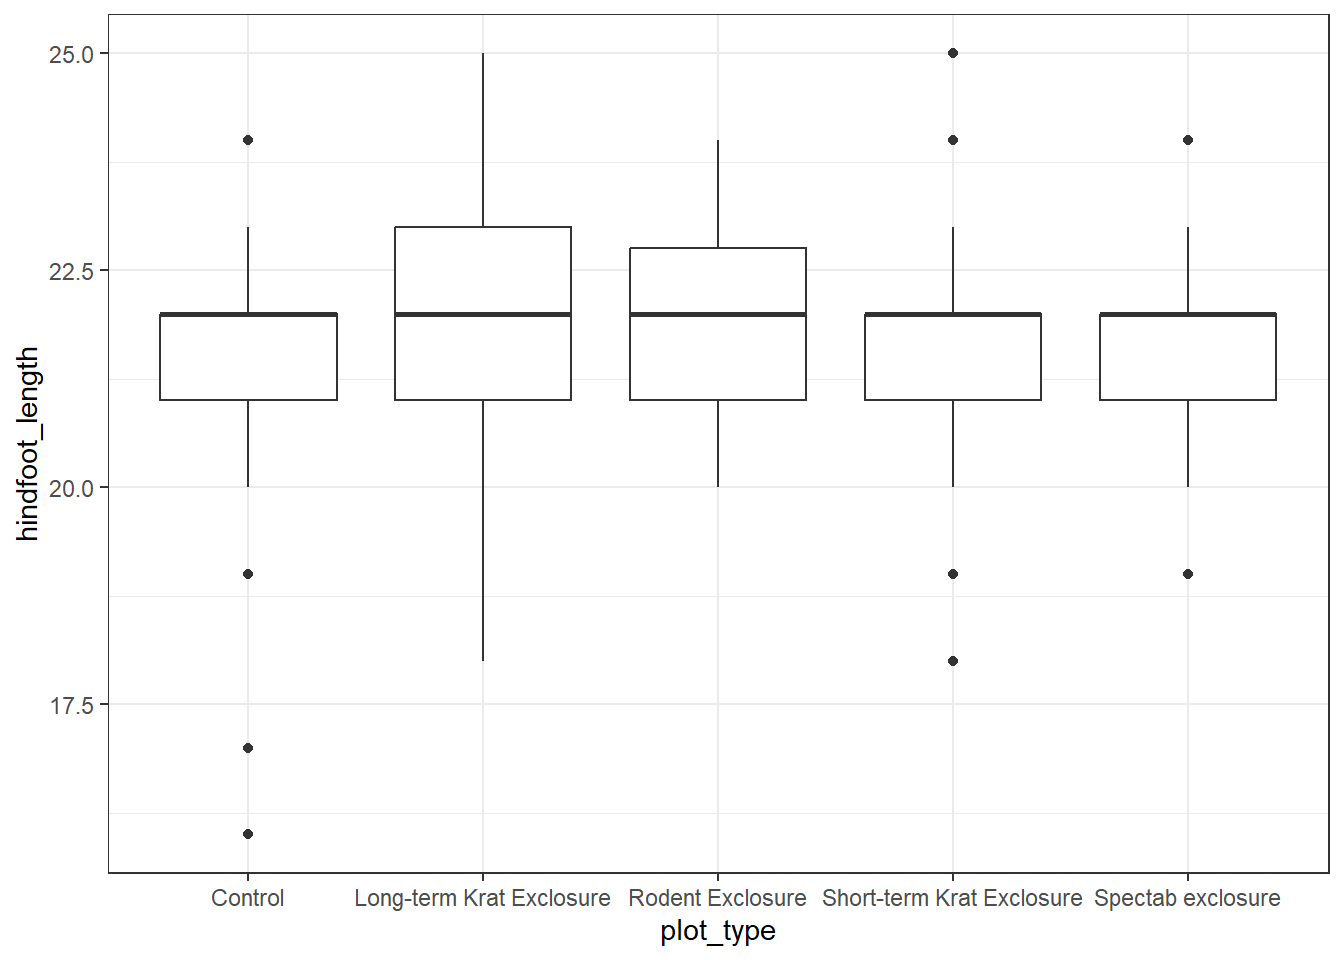 hindfoot_length
25.0
22.5
20.0
17.5
Control
Long-term Krat Exclosure
Rodent Exclosure
Short-term Krat Exclosure
Spectab exclosure
plot_type